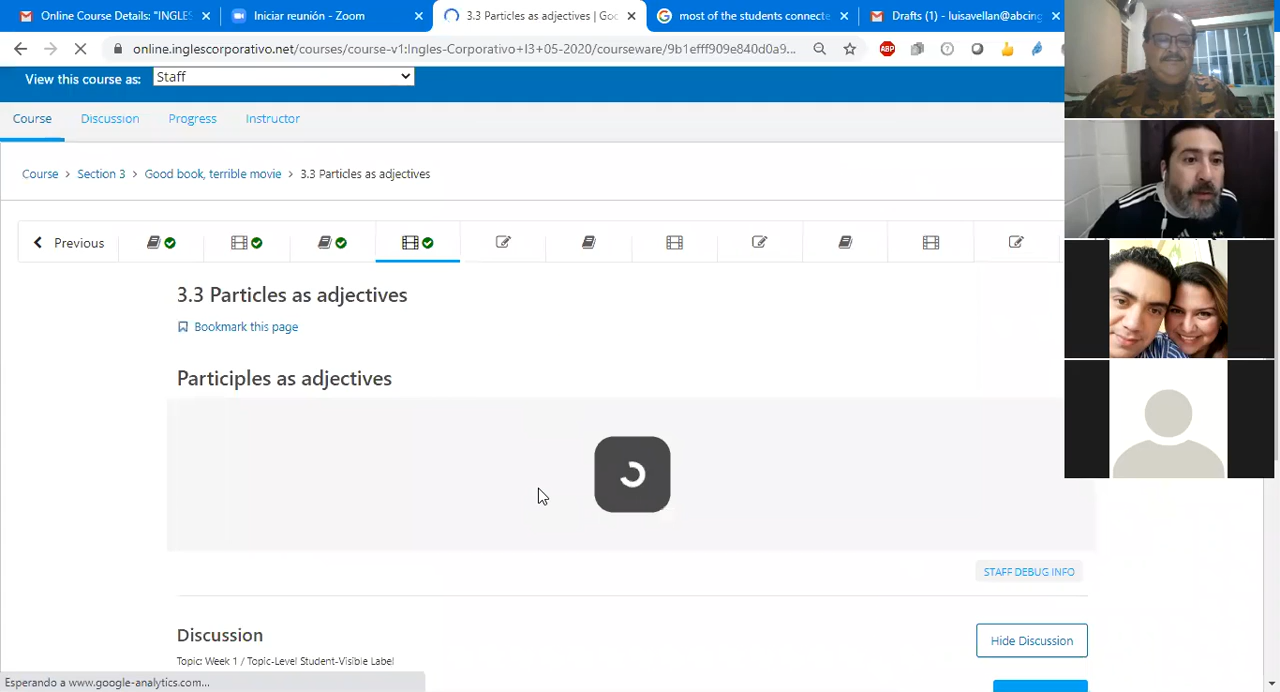 Online Course Details: "INGLES
Iniciar reunión - Zoom
3.3 Particles as adjectives | Goo
most of the students connecte
Drafts (1) - luisavellan@abcing
online.inglescorporativo.net/courses/course-v1:Ingles-Corporativo+I3+05-2020/courseware/9b1efff909e840d0a9...
ABP
View this course as:
Staff
Course
Discussion
Progress
Instructor
Course > Section 3 > Good book, terrible movie > 3.3 Particles as adjectives
Previous
3.3 Particles as adjectives
Bookmark this page
Participles as adjectives
STAFF DEBUG INFO
Discussion
Hide Discussion
Topic: Week 1 / Topic-Level Student-Visible Label
Esperando a www.google-analytics.com...